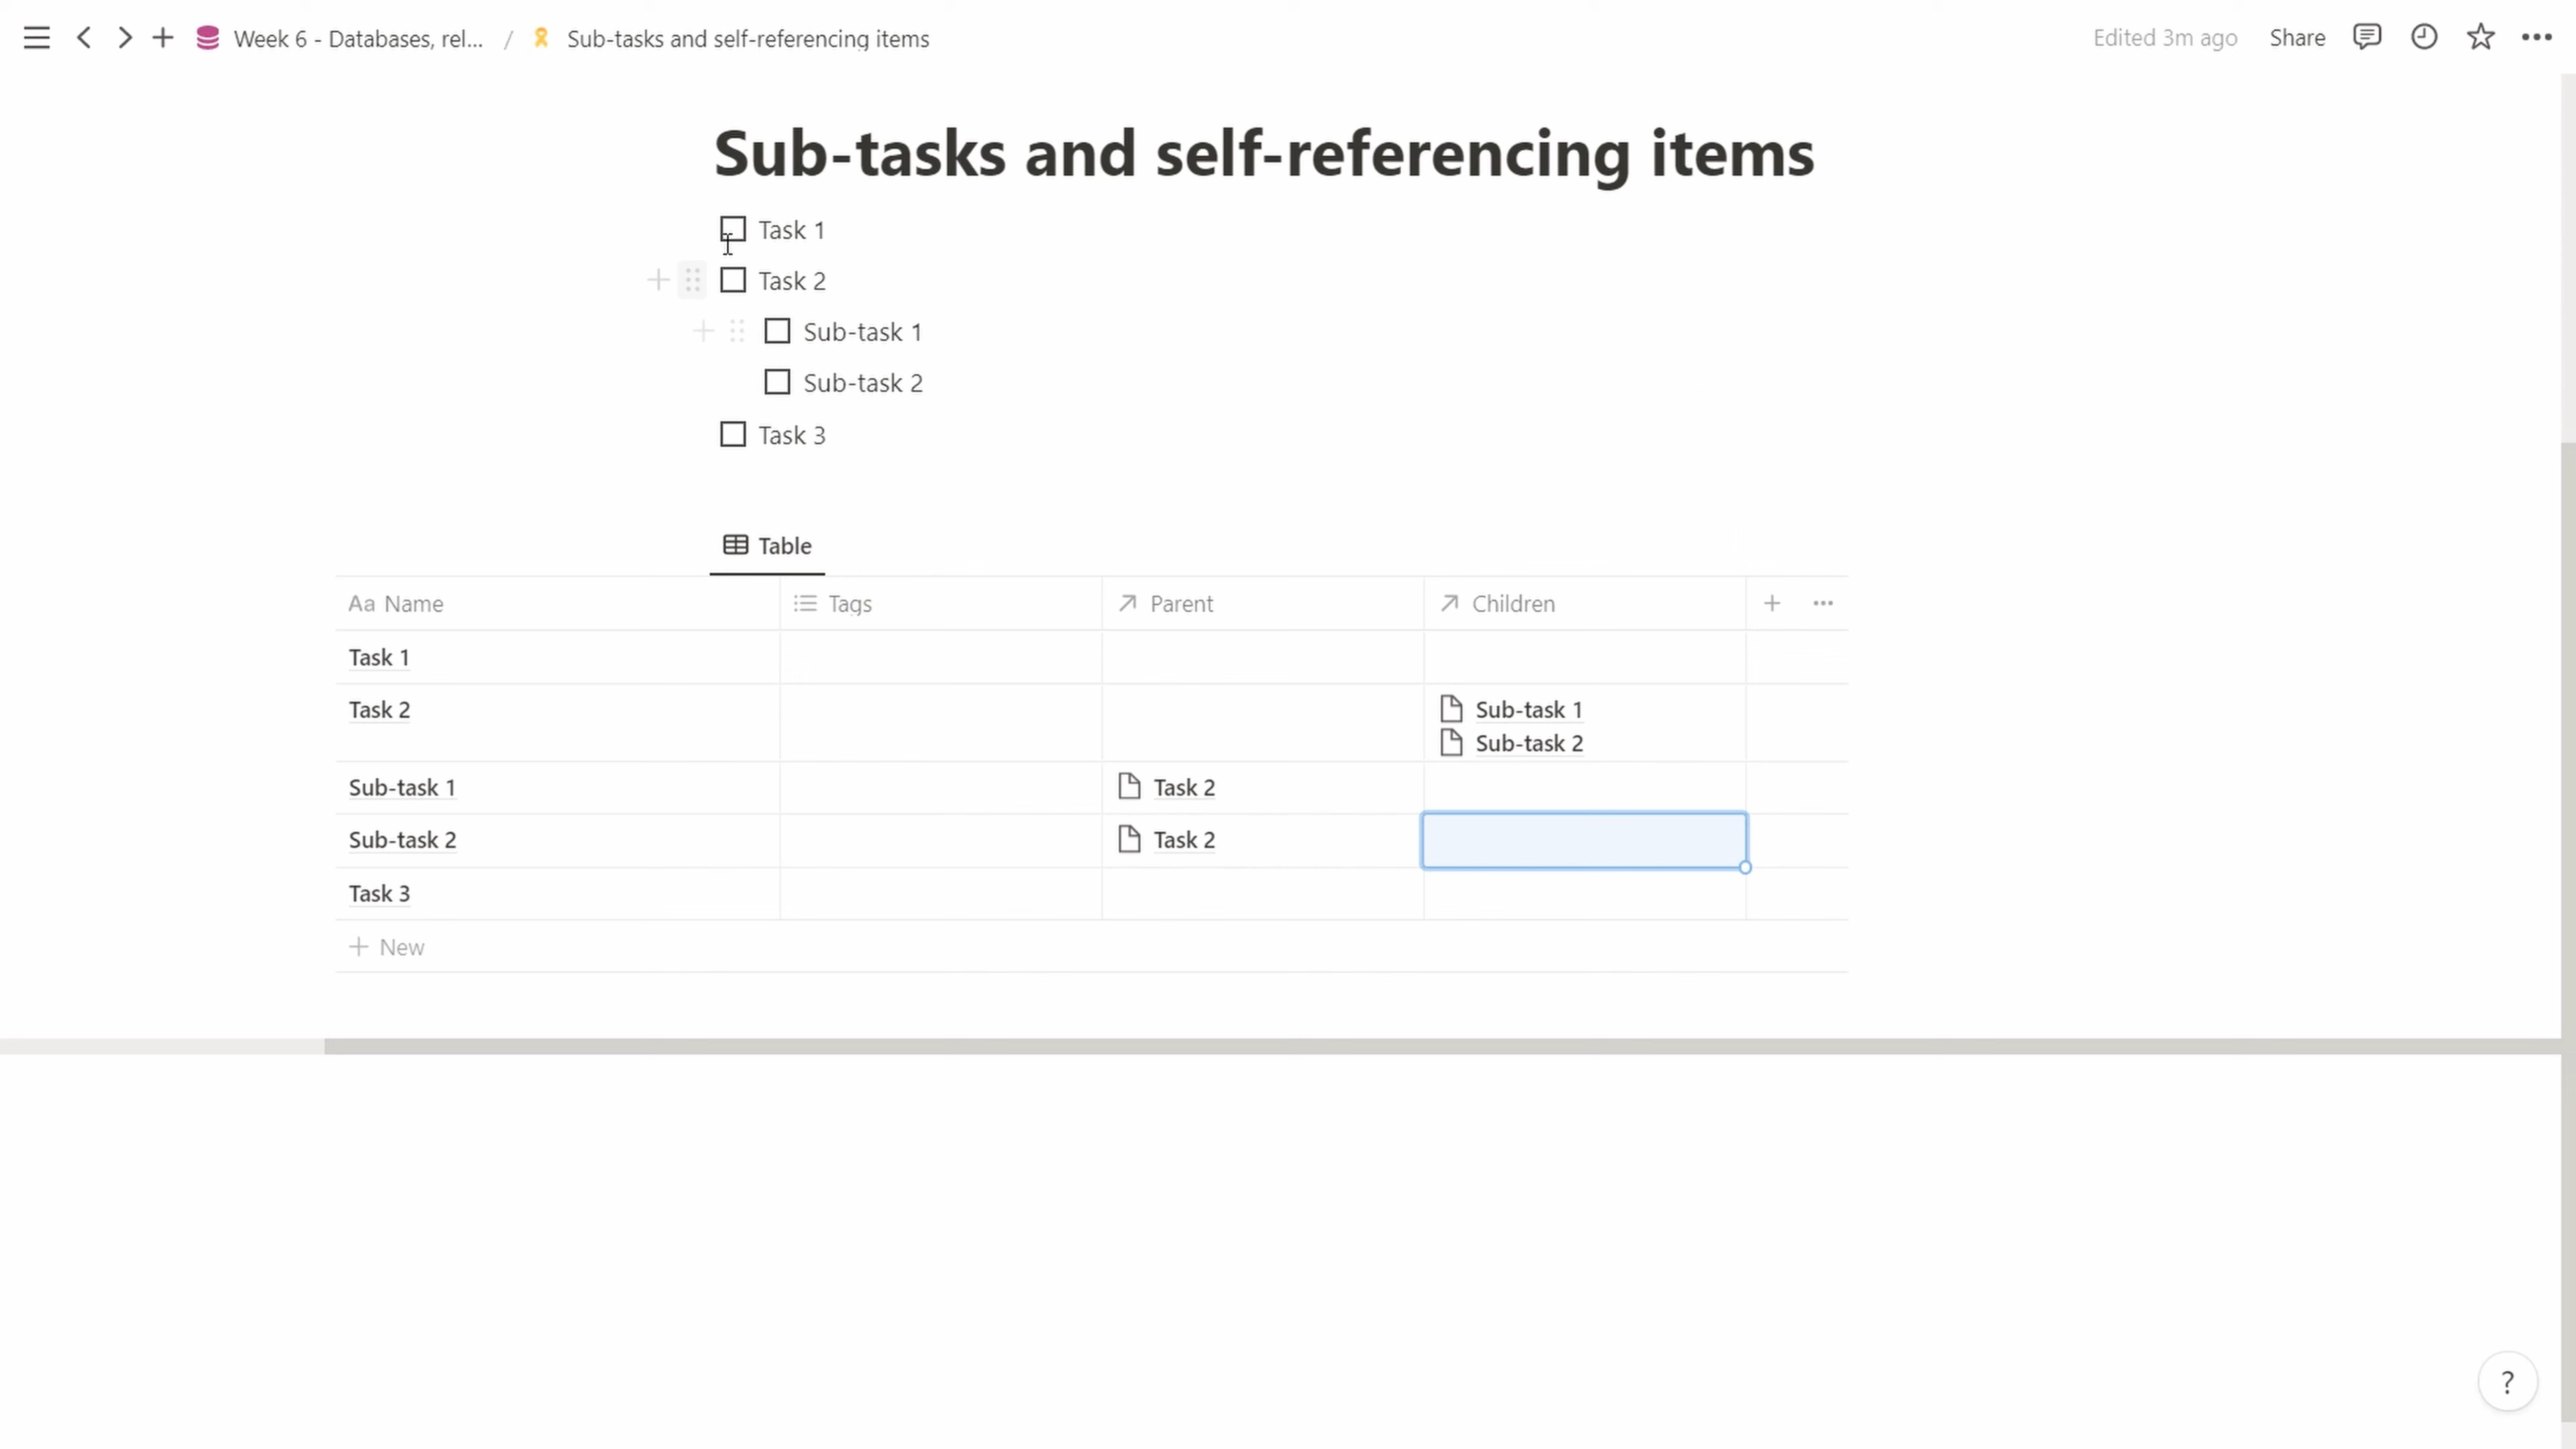 Week 6 - Databases, rel... / Sub-tasks and self-referencing items Edited 3m ago Share
Sub-tasks and self-referencing items
Task 1
Task 2
Sub-task 1
Sub-task 2
Task 3
Table
Aa Name Tags Parent Children
Task 1
Task 2 Sub-task 1
Sub-task 2
Sub-task 1 Task 2
Sub-task 2 Task 2
Task 3
New
?